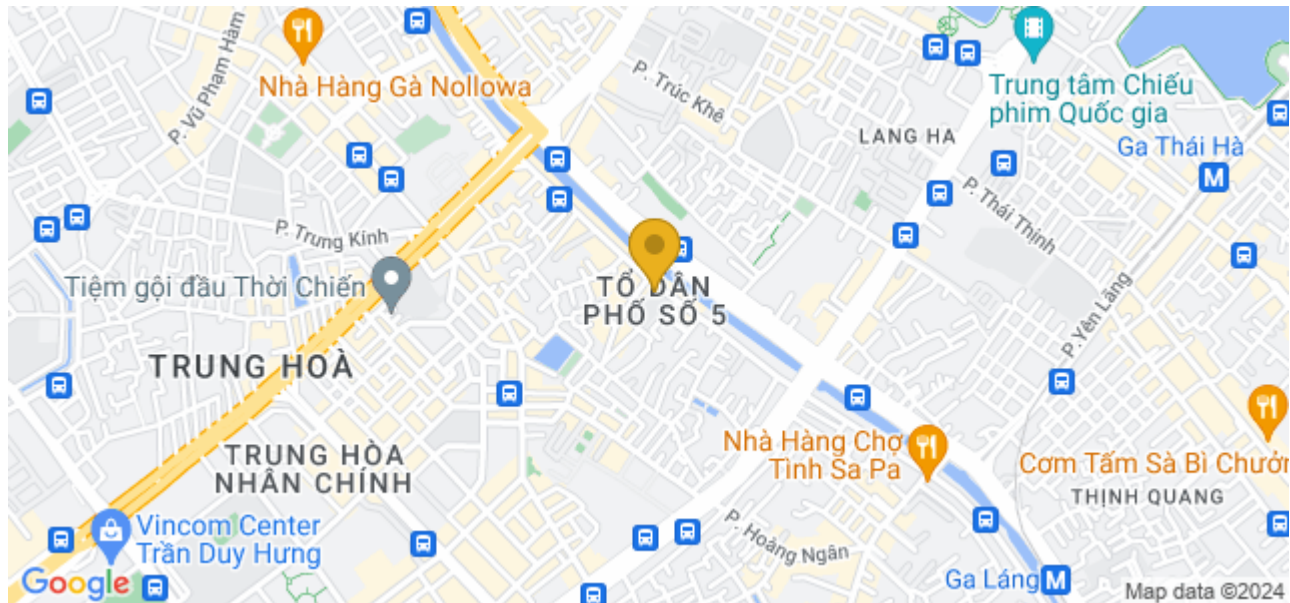 Nhà Hàng Gà Nollowa
P. Vũ Phạm Hàm
P. Trúc Khê
LANG HA
Trung tâm Chiếu
phim Quốc gia
Ga Thái Hà
M
P. Thái Thịnh
P. Trung Kính
Tiệm gội đầu Thời Chiến
TỔ DÂN
PHỐ SỐ 5
P. Yên Lãng
TRUNG HOÀ
TRUNG HÒA
NHÂN CHÍNH
Nhà Hàng Chợ
Tình Sa Pa
Cơm Tấm Sà Bì Chưởn
THỊNH QUANG
Vincom Center
Trần Duy Hưng
P. Hoàng Ngân
Ga Láng
M
Google
Map data ©2024